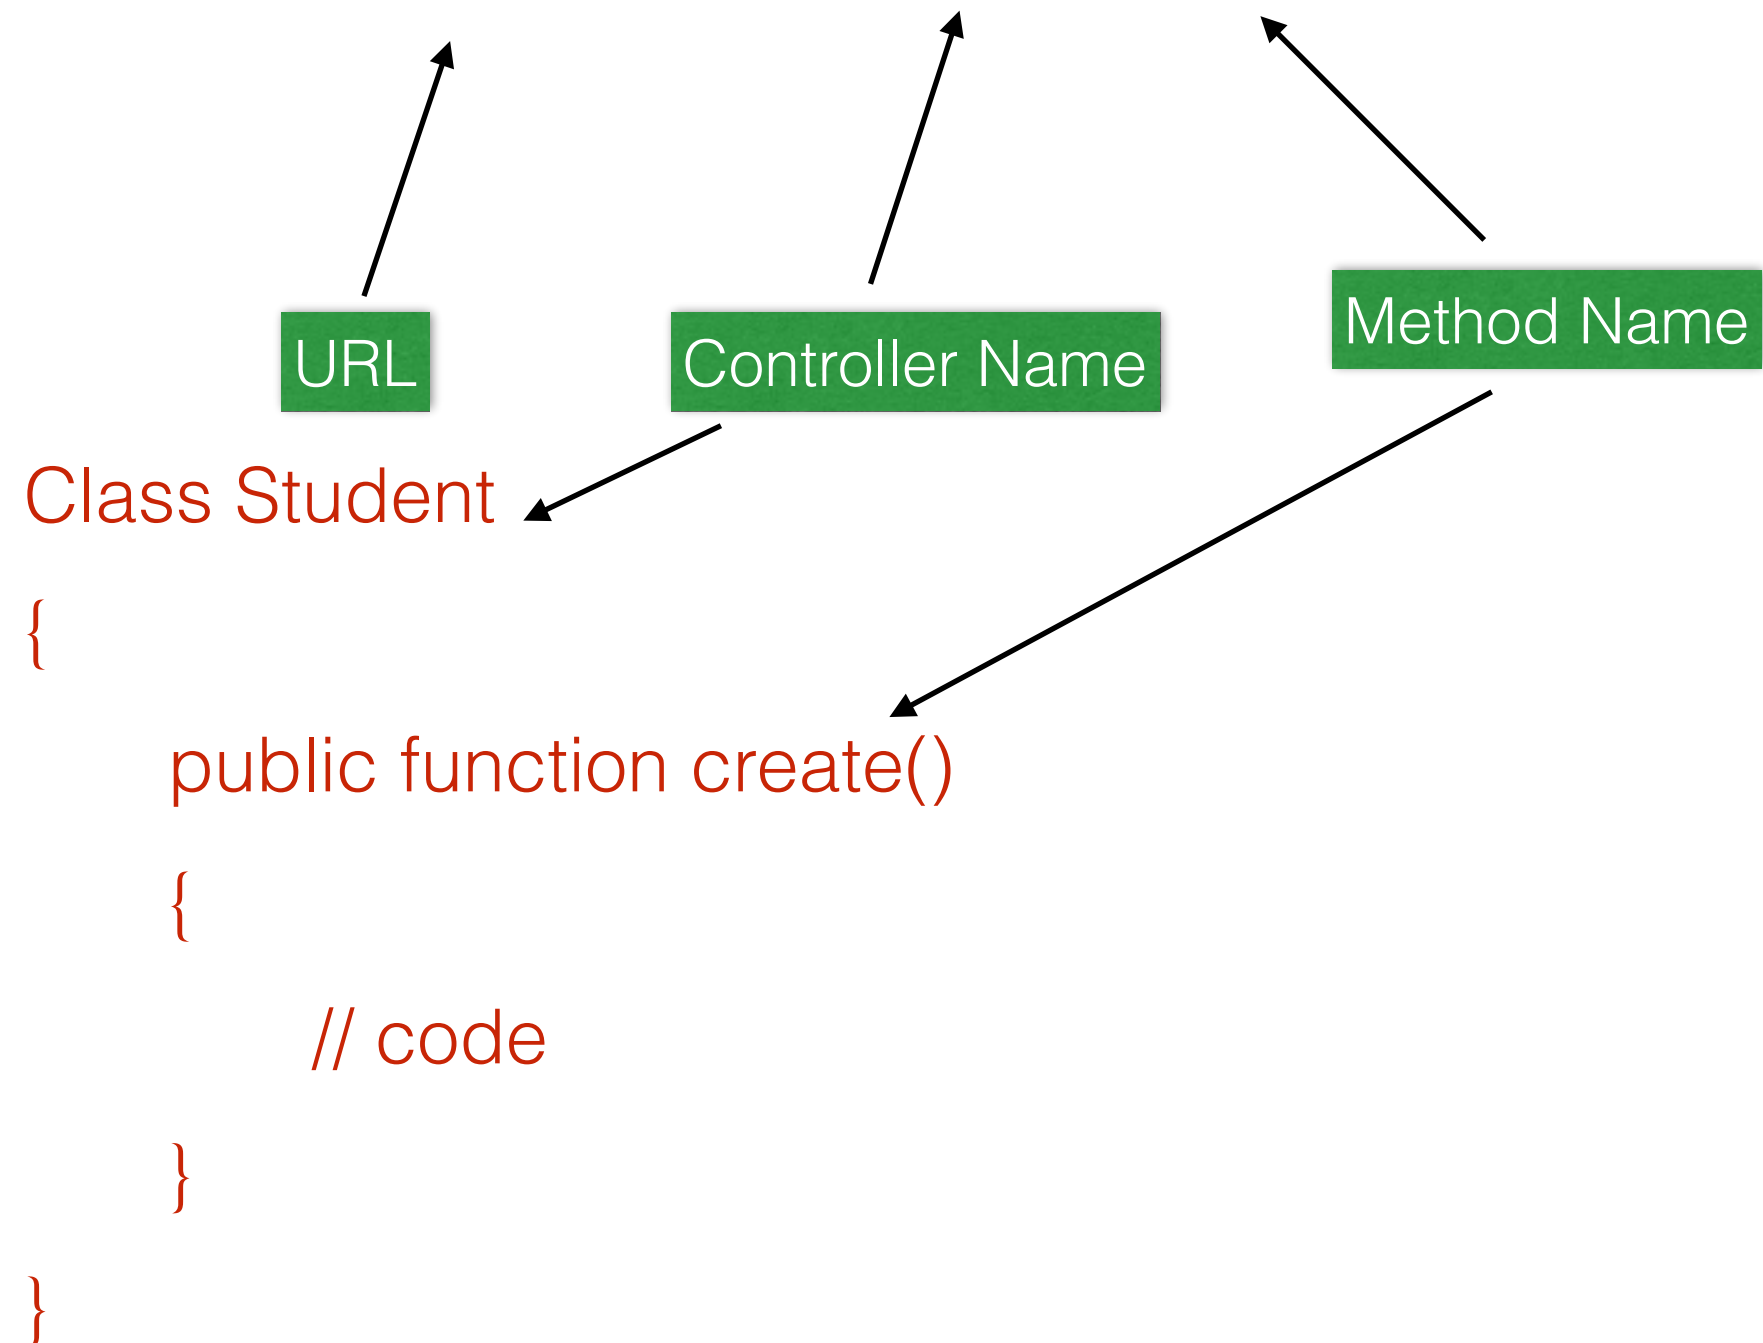 Method Name
URL
Controller Name
Class Student
{
public function create()
{
// code
}
}